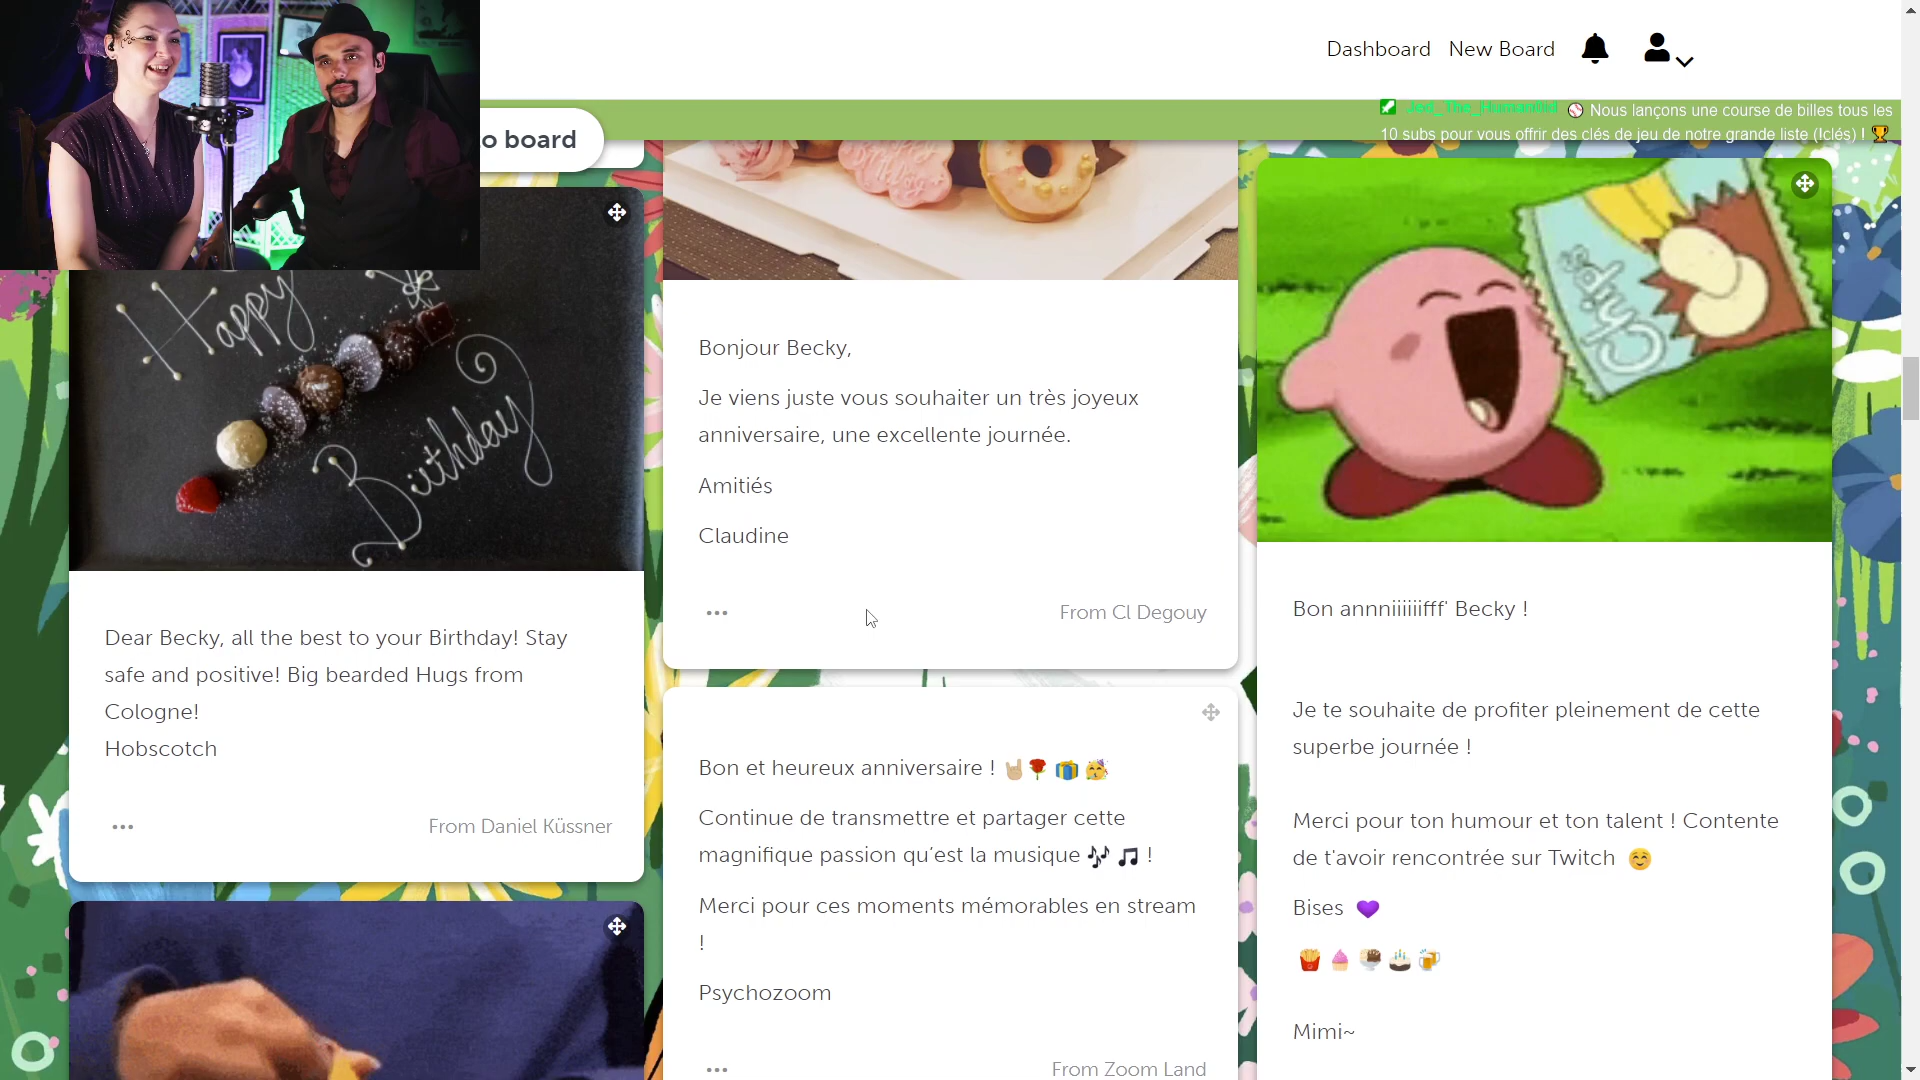 Dashboard New Board
Jed_The_HumanBid Nous lançons une course de billes tous les
10 subs pour vous offrir des clés de jeu de notre grande liste (!clés) ! 🏆
o board
Happy
Birthday
Dear Becky, all the best to your Birthday! Stay
safe and positive! Big bearded Hugs from
Cologne!
Hobscotch
From Daniel Küssner
Bonjour Becky,
Je viens juste vous souhaiter un très joyeux
anniversaire, une excellente journée.
Amitiés
Claudine
From Cl Degouy
Bon et heureux anniversaire ! 🤘🏼🌹 🎁 🥳
Continue de transmettre et partager cette
magnifique passion qu’est la musique 🎶 🎵 !
Merci pour ces moments mémorables en stream
!
Psychozoom
From Zoom Land
Chips
Bon annniiiiiifff' Becky !
Je te souhaite de profiter pleinement de cette
superbe journée !
Merci pour ton humour et ton talent ! Contente
de t'avoir rencontrée sur Twitch ☺️
Bises 💜
🍟 🧁 🍨 🎂 🍻
Mimi~